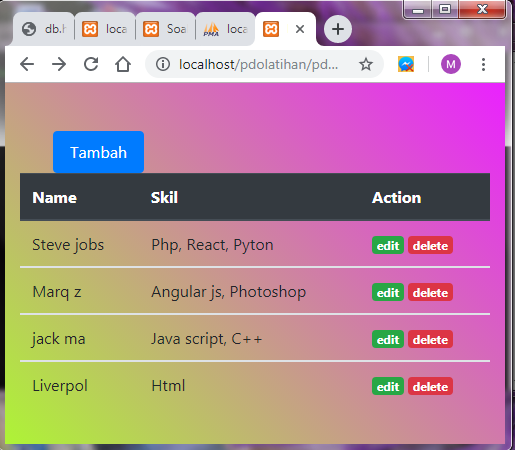 db.h
loca
Soa
PMA
loca
localhost/pdolatihan/pd...
M
Tambah
Name Skil Action
Steve jobs Php, React, Pyton edit delete
Marq z Angular js, Photoshop edit delete
jack ma Java script, C++ edit delete
Liverpol Html edit delete